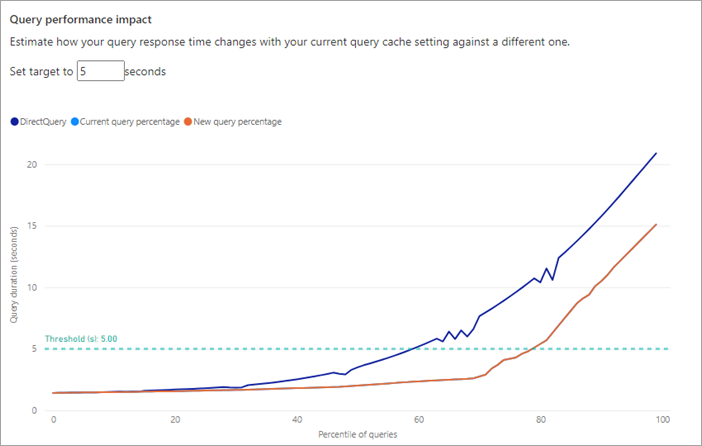 Query performance impact
Estimate how your query response time changes with your current query cache setting against a different one.
Set target to 5 seconds
DirectQuery Current query percentage New query percentage
20
15
10
5
0
Query duration (seconds)
Threshold (s): 5.00
0 20 40 60 80 100
Percentile of queries